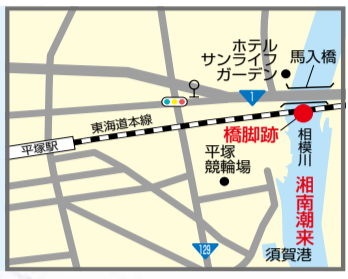 ホテル
サンライフ
ガーデン
馬入橋
1
東海道本線
橋脚跡
平塚駅
平塚
競輪場
相模川
湘南潮来
須賀港
129